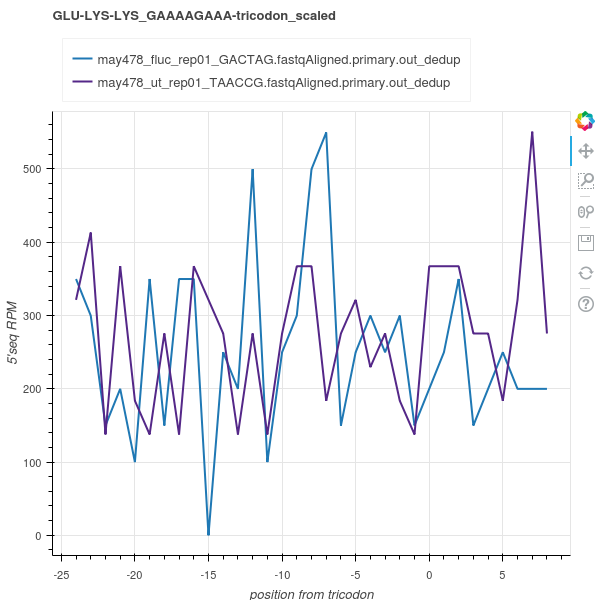 GLU-LYS-LYS_GAAAAGAAA-tricodon_scaled
may478_fluc_rep01_GACTAG.fastqAligned.primary.out_dedup
may478_ut_rep01_TAACCG.fastqAligned.primary.out_dedup
5'seq RPM
500
400
300
200
100
0
-25 -20 -15 -10 -5 0 5
position from tricodon